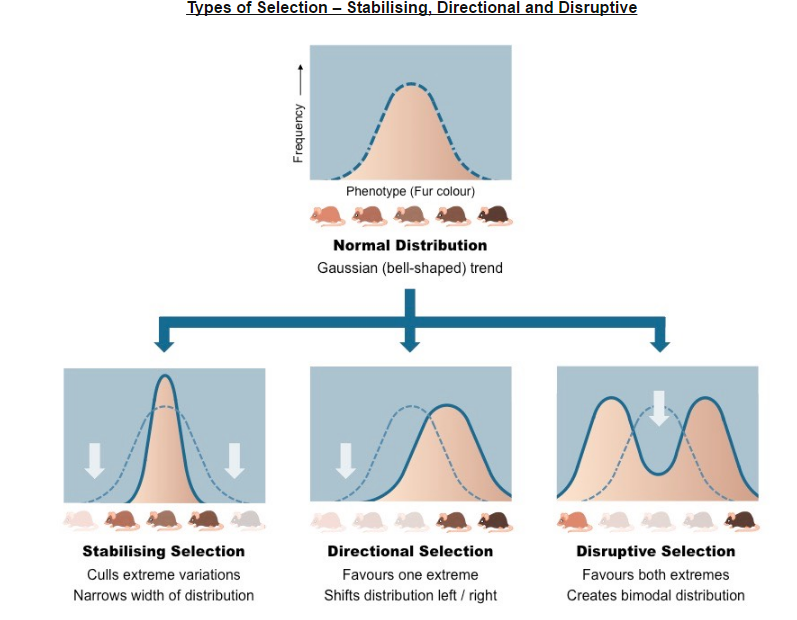 Types of Selection – Stabilising, Directional and Disruptive
Frequency
Phenotype (Fur colour)
Normal Distribution
Gaussian (bell-shaped) trend
Stabilising Selection
Culls extreme variations
Narrows width of distribution
Directional Selection
Favours one extreme
Shifts distribution left / right
Disruptive Selection
Favours both extremes
Creates bimodal distribution